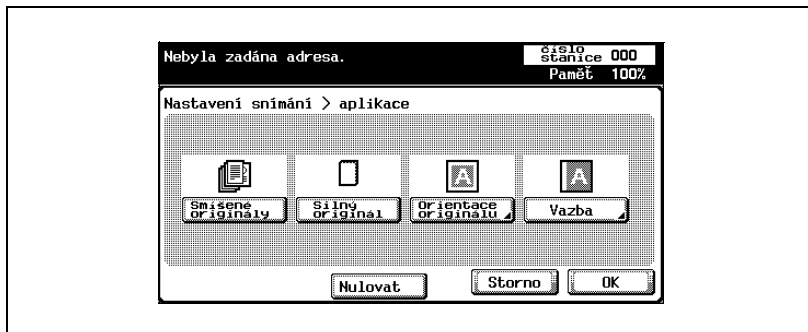 Nebyla zadána adresa.
číslo stanice 000
Paměť 100%
Nastavení snímání > aplikace
Smíšené originály
Silný originál
Orientace originálu
Vazba
A
A
Nulovat
Storno
OK